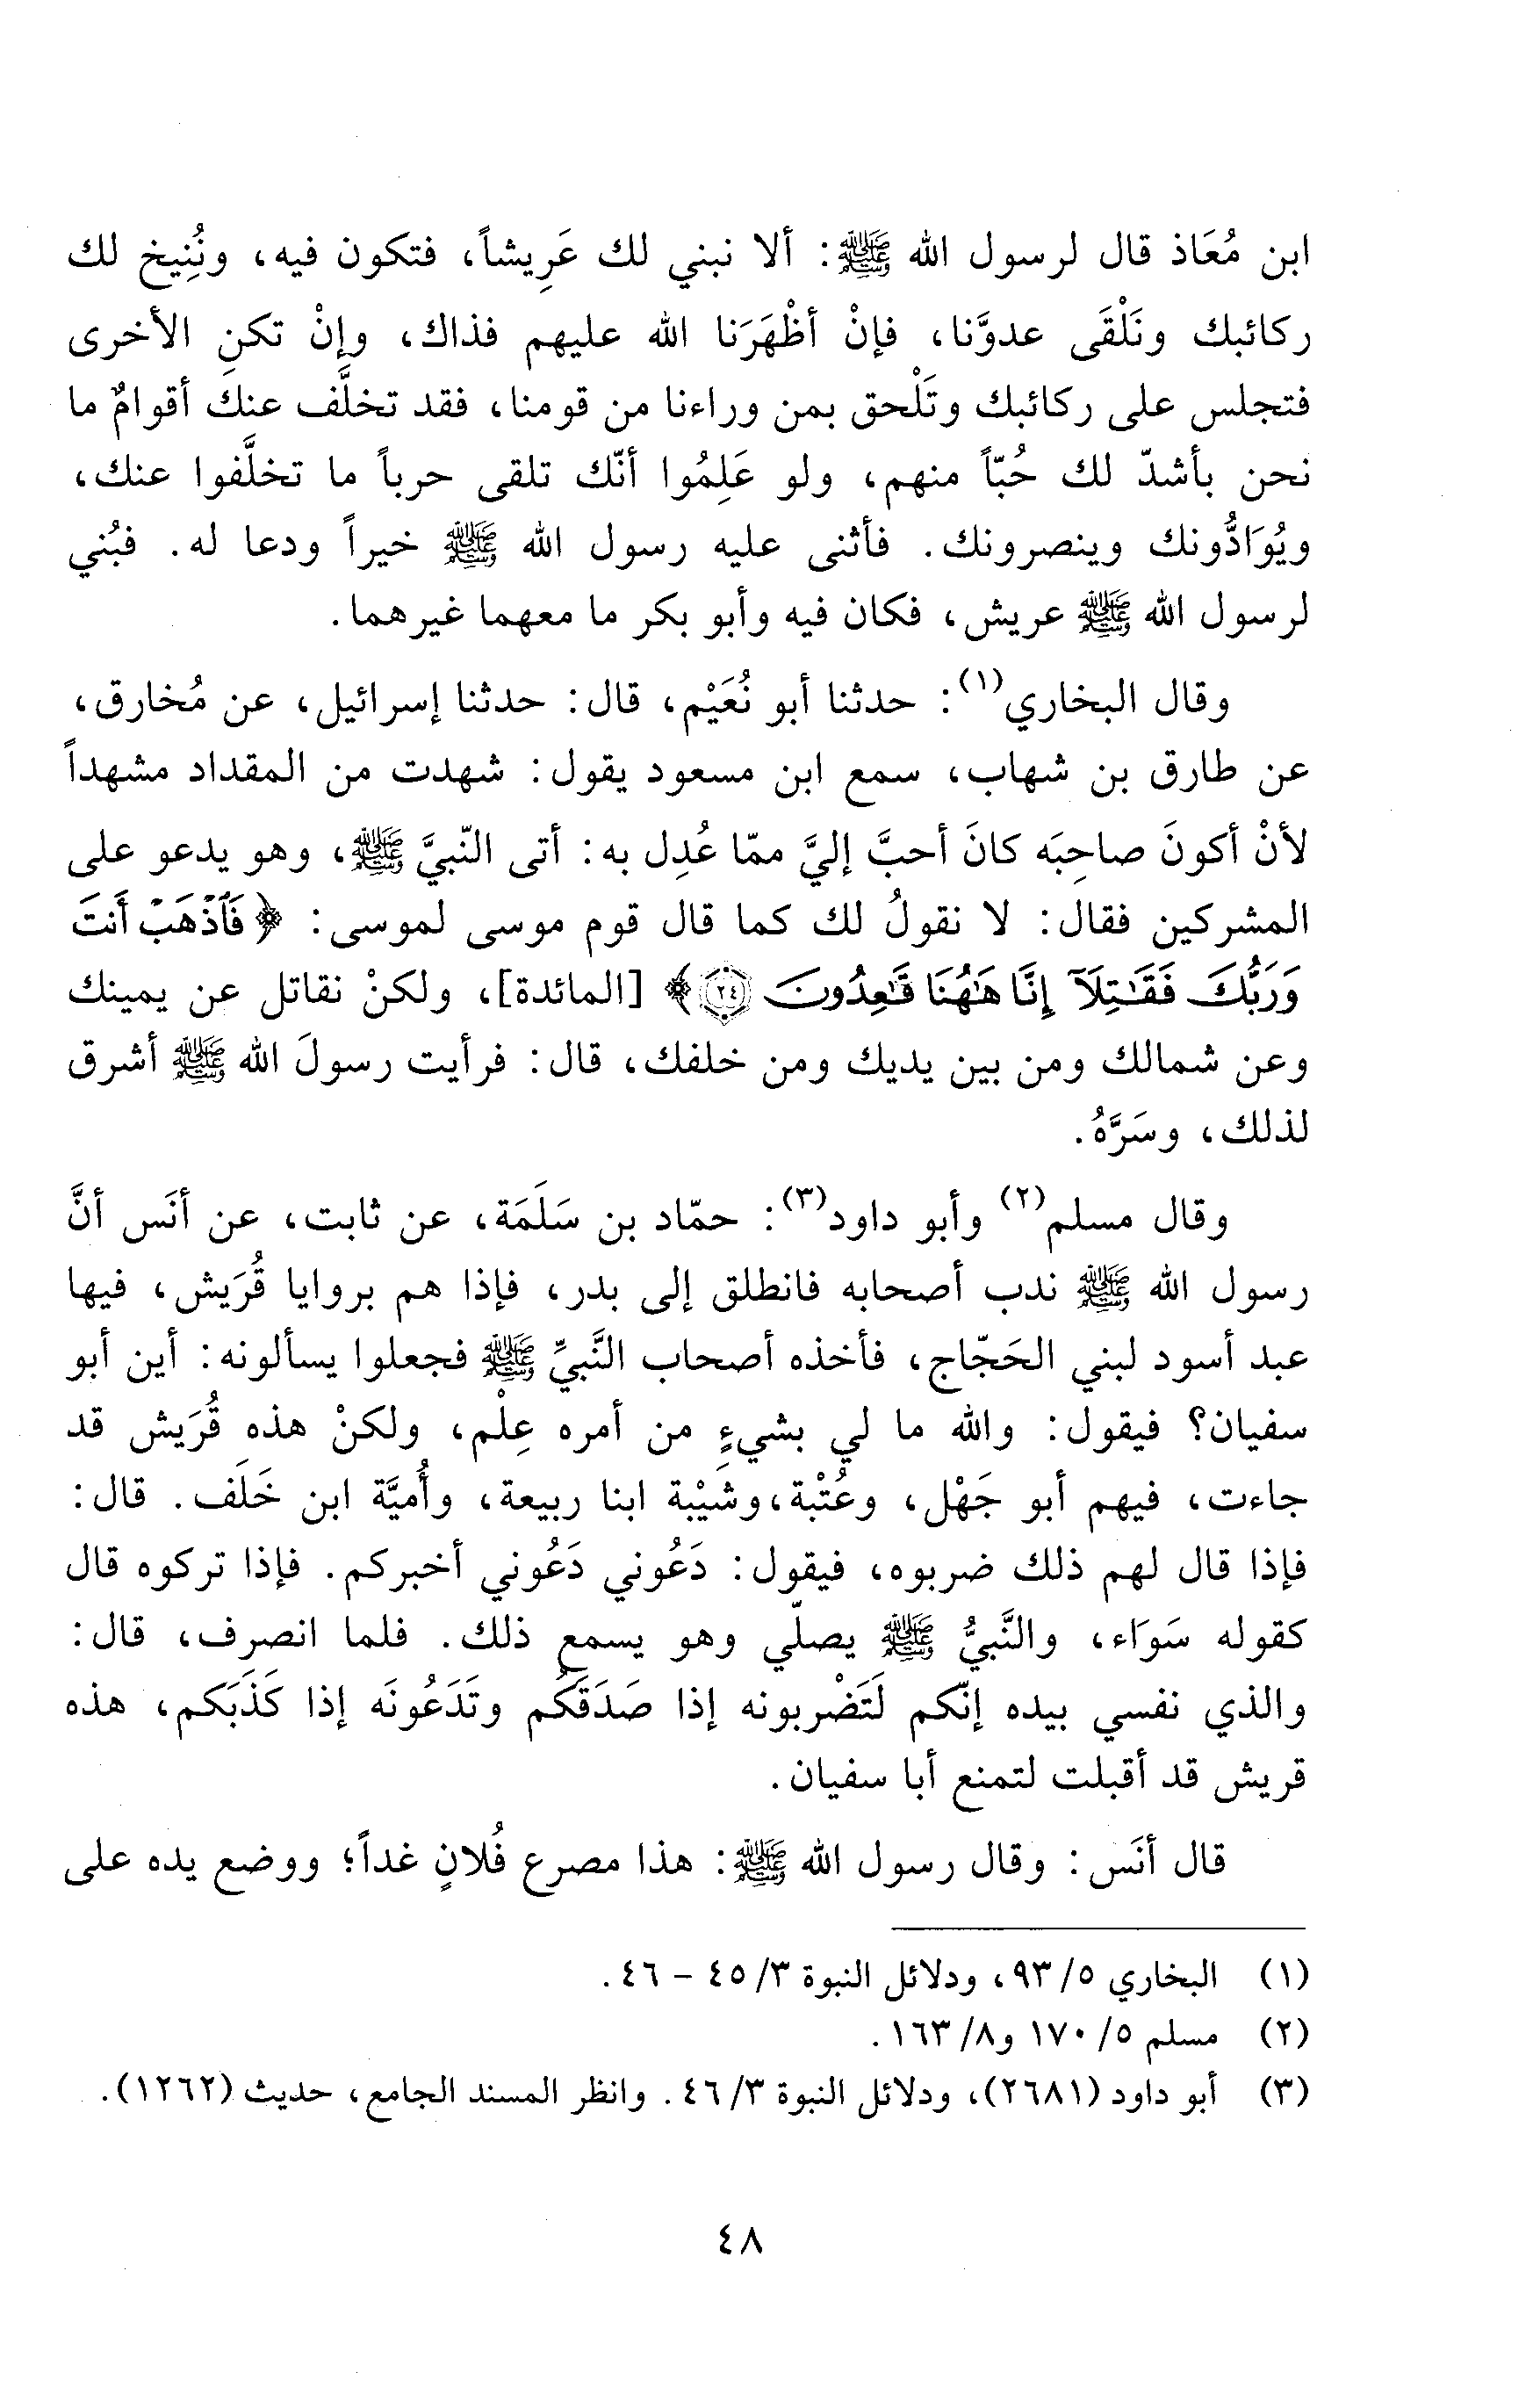 ابن مُعَاذ قال لرسول الله ﷺ: ألا نبني لك عَرِيشاً، فتكون فيه، ونُنِيخ لك
ركائبك ونَلْقَى عدوَّنا، فإنْ أظْهَرَنا الله عليهم فذاك، وإنْ تكنِ الأخرى
فتجلس على ركائبك وتَلْحق بمن وراءنا من قومنا، فقد تخلَّف عنك أقوامٌ ما
نحن بأشدّ لك حُبّاً منهم، ولو عَلِمُوا أنّك تلقى حرباً ما تخلَّفوا عنك،
ويُوَادُّونك وينصرونك. فأثنى عليه رسول الله ﷺ خيراً ودعا له. فبُني
لرسول الله ﷺ عريش، فكان فيه وأبو بكر ما معهما غيرهما.
وقال البخاري(١): حدثنا أبو نُعَيْم، قال: حدثنا إسرائيل، عن مُخارق،
عن طارق بن شهاب، سمع ابن مسعود يقول: شهدت من المقداد مشهداً
لأنْ أكونَ صاحِبَه كانَ أحبَّ إليَّ ممّا عُدِل به: أتى النّبيَّ ﷺ، وهو يدعو على
المشركين فقال: لا نقولُ لك كما قال قوم موسى لموسى: ﴿فَٱذْهَبْ أَنتَ
وَرَبُّكَ فَقَٰتِلَآ إِنَّا هَٰهُنَا قَٰعِدُونَ ٢٤﴾ [المائدة]، ولكنْ نقاتل عن يمينك
وعن شمالك ومن بين يديك ومن خلفك، قال: فرأيت رسولَ الله ﷺ أشرق
لذلك، وسَرَّهُ.
وقال مسلم(٢) وأبو داود(٣): حمّاد بن سَلَمَة، عن ثابت، عن أنَس أنَّ
رسول الله ﷺ ندب أصحابه فانطلق إلى بدر، فإذا هم بروايا قُرَيش، فيها
عبد أسود لبني الحَجّاج، فأخذه أصحاب النَّبيِّ ﷺ فجعلوا يسألونه: أين أبو
سفيان؟ فيقول: والله ما لي بشيءٍ من أمره عِلْم، ولكنْ هذه قُرَيش قد
جاءت، فيهم أبو جَهْل، وعُتْبة، وشَيْبة ابنا ربيعة، وأُميَّة ابن خَلَف. قال:
فإذا قال لهم ذلك ضربوه، فيقول: دَعُوني دَعُوني أخبركم. فإذا تركوه قال
كقوله سَوَاء، والنَّبيُّ ﷺ يصلّي وهو يسمع ذلك. فلما انصرف، قال:
والذي نفسي بيده إنّكم لَتَضْربونه إذا صَدَقَكُم وتَدَعُونَه إذا كَذَبَكم، هذه
قريش قد أقبلت لتمنع أبا سفيان.
قال أنَس: وقال رسول الله ﷺ: هذا مصرع فُلانٍ غداً؛ ووضع يده على
(١) البخاري ٥/ ٩٣، ودلائل النبوة ٣/ ٤٥ - ٤٦.
(٢) مسلم ٥/ ١٧٠ و٨/ ١٦٣.
(٣) أبو داود (٢٦٨١)، ودلائل النبوة ٣/ ٤٦. وانظر المسند الجامع، حديث (١٢٦٢).
٤٨